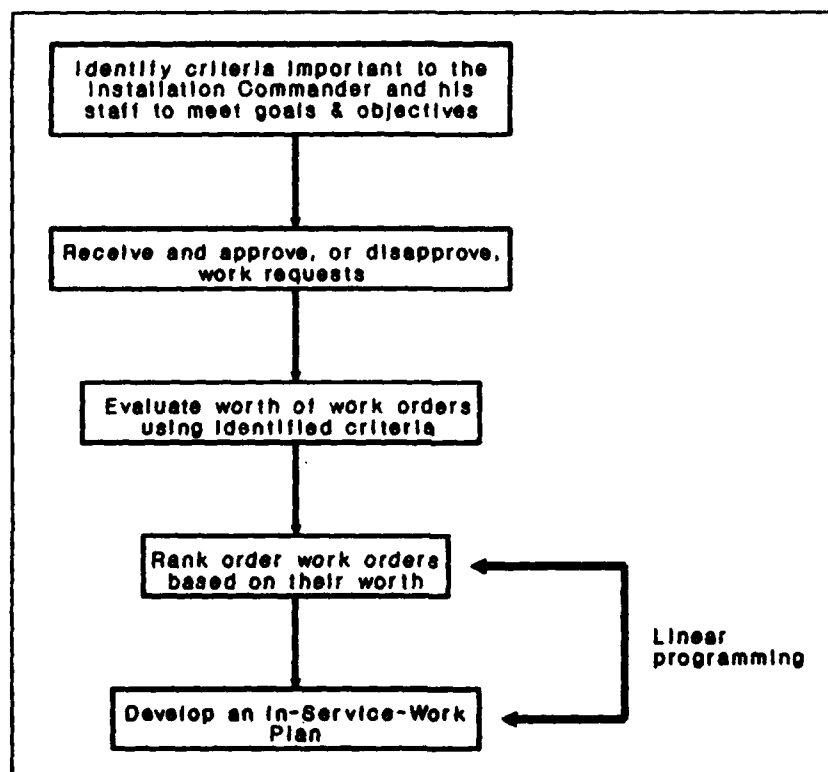 Identify criteria important to the
Installation Commander and his
staff to meet goals & objectives
Receive and approve, or disapprove,
work requests
Evaluate worth of work orders
using identified criteria
Rank order work orders
based on their worth
Linear
programming
Develop an In-Service-Work
Plan